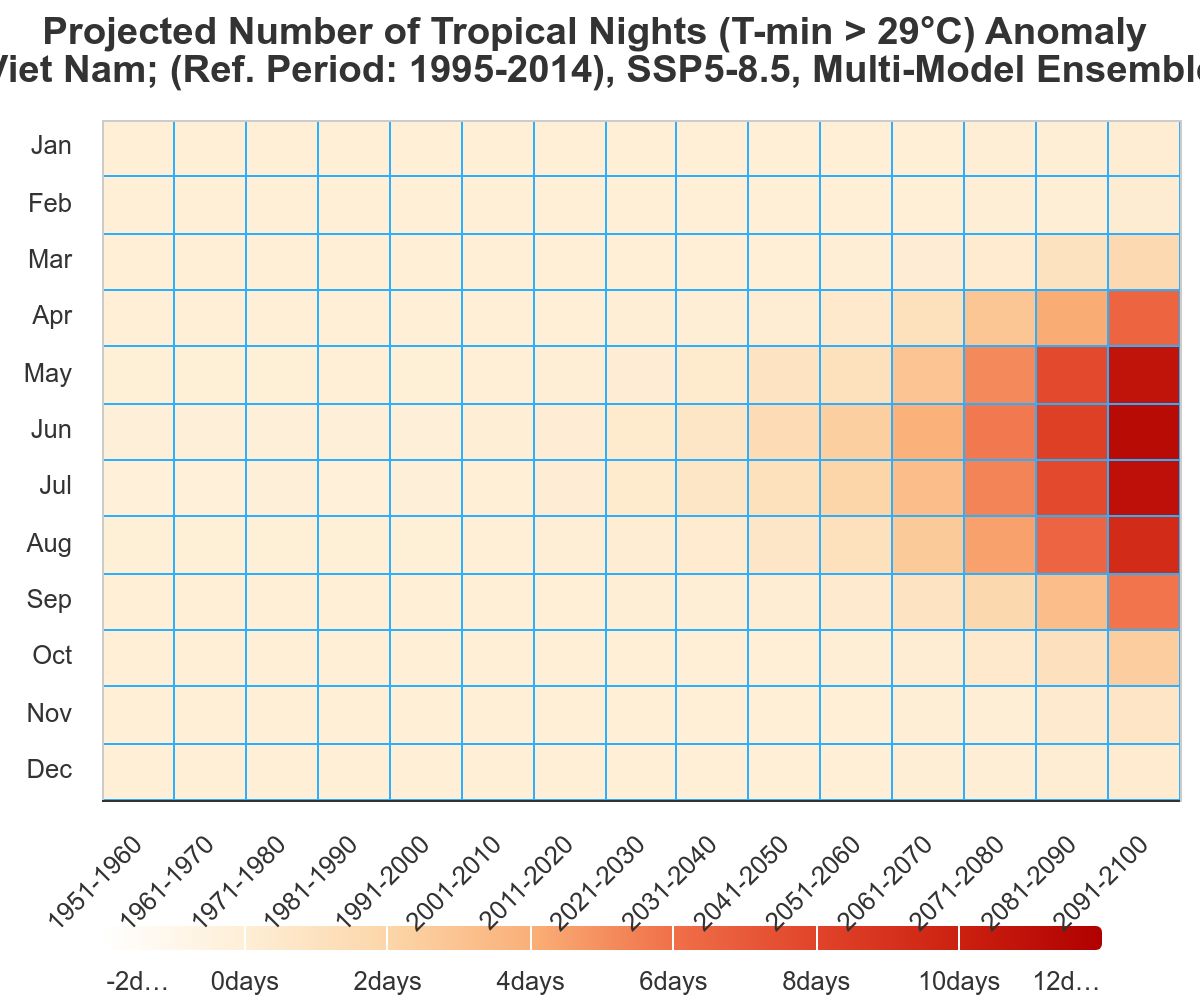 Projected Number of Tropical Nights (T-min > 29°C) Anomaly
Viet Nam; (Ref. Period: 1995-2014), SSP5-8.5, Multi-Model Ensemble
Jan
Feb
Mar
Apr
May
Jun
Jul
Aug
Sep
Oct
Nov
Dec
1951-1960
1961-1970
1971-1980
1981-1990
1991-2000
2001-2010
2011-2020
2021-2030
2031-2040
2041-2050
2051-2060
2061-2070
2071-2080
2081-2090
2091-2100
-2d… 0days 2days 4days 6days 8days 10days 12d…